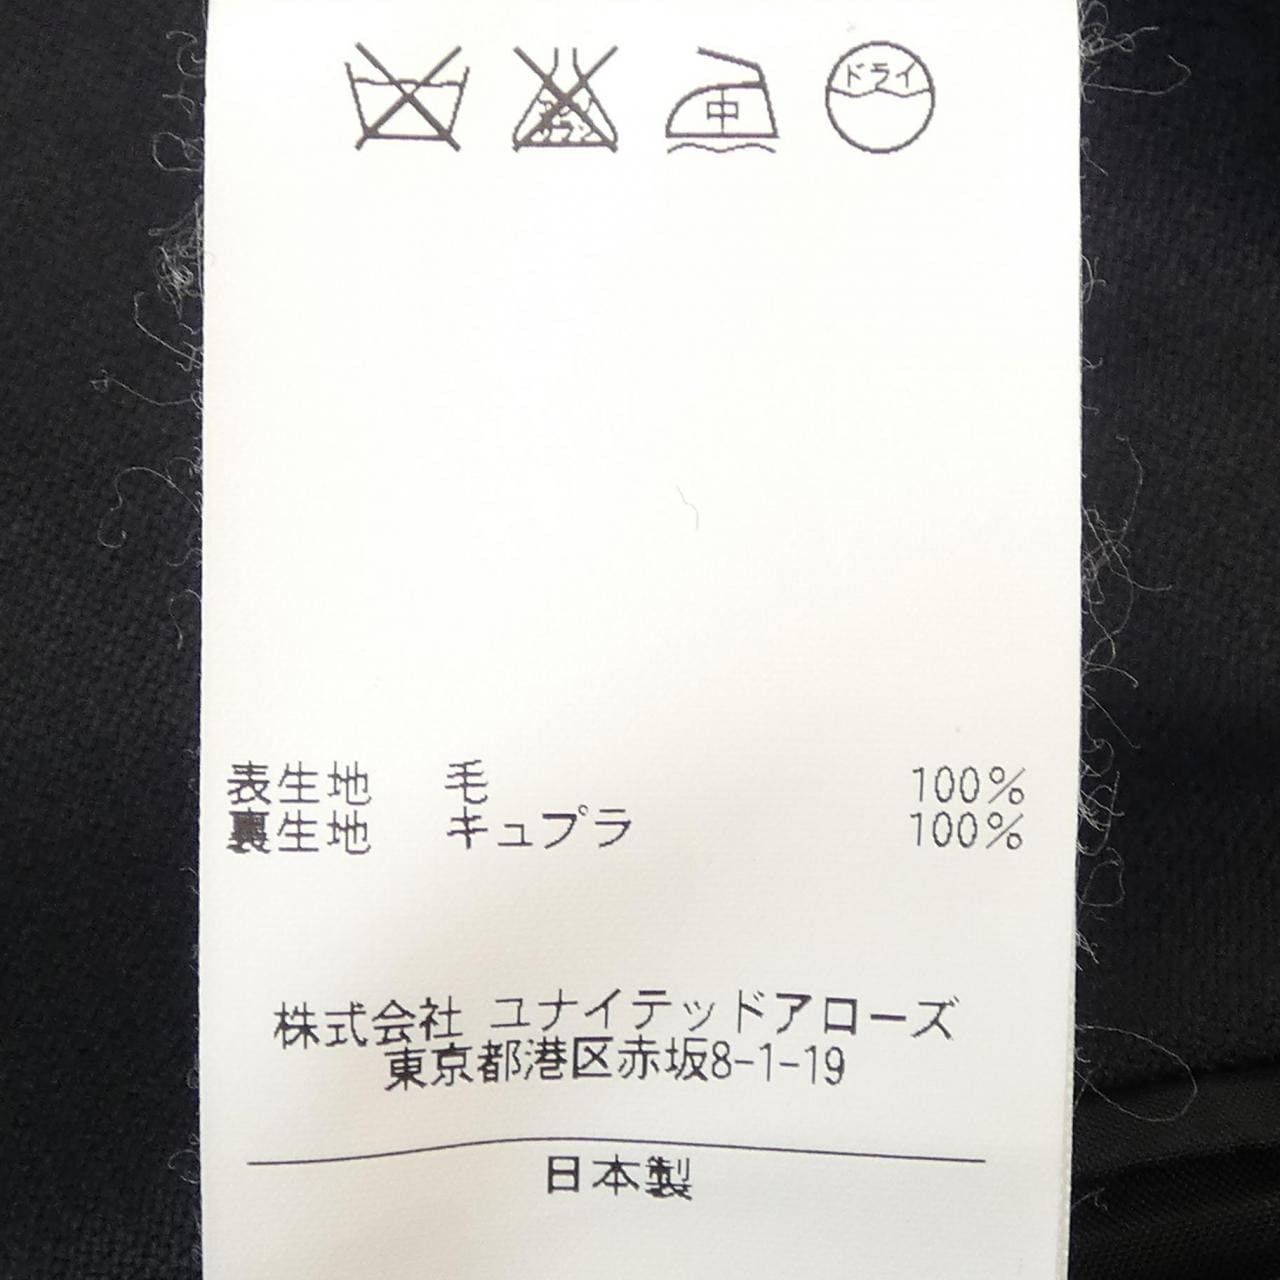 中 ドライ
表生地 毛 100%
裏生地 キュプラ 100%
株式会社 ユナイテッドアローズ
東京都港区赤坂8-1-19
日本製